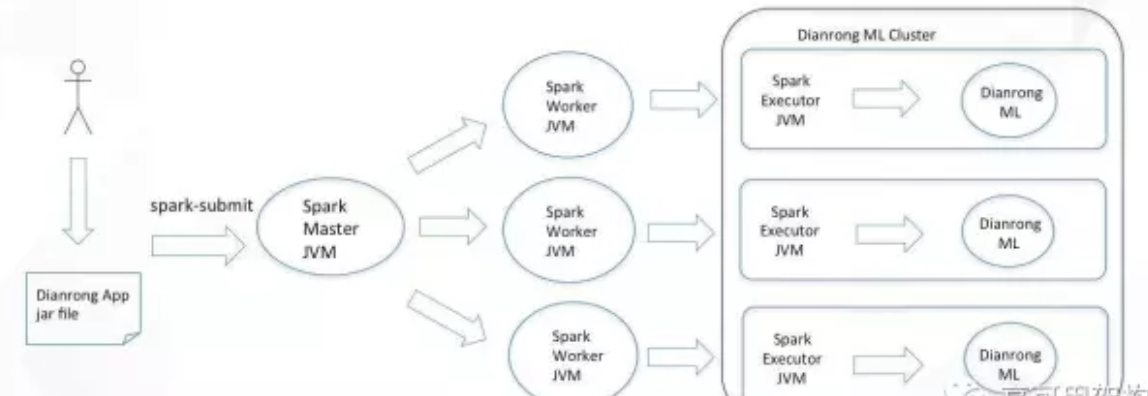 Dianrong ML Cluster
Spark
Worker
JVM
Spark
Executor
JVM
Dianrong
ML
spark-submit
Spark
Master
JVM
Spark
Worker
JVM
Spark
Executor
JVM
Dianrong
ML
Dianrong App
jar file
Spark
Worker
JVM
Spark
Executor
JVM
Dianrong
ML